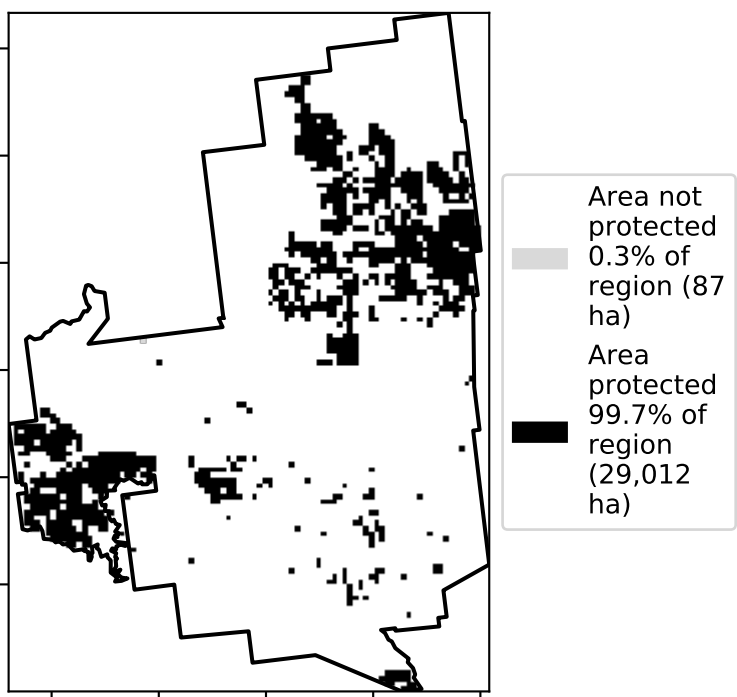 Area not
protected
0.3% of
region (87
ha)
Area
protected
99.7% of
region
(29,012
ha)